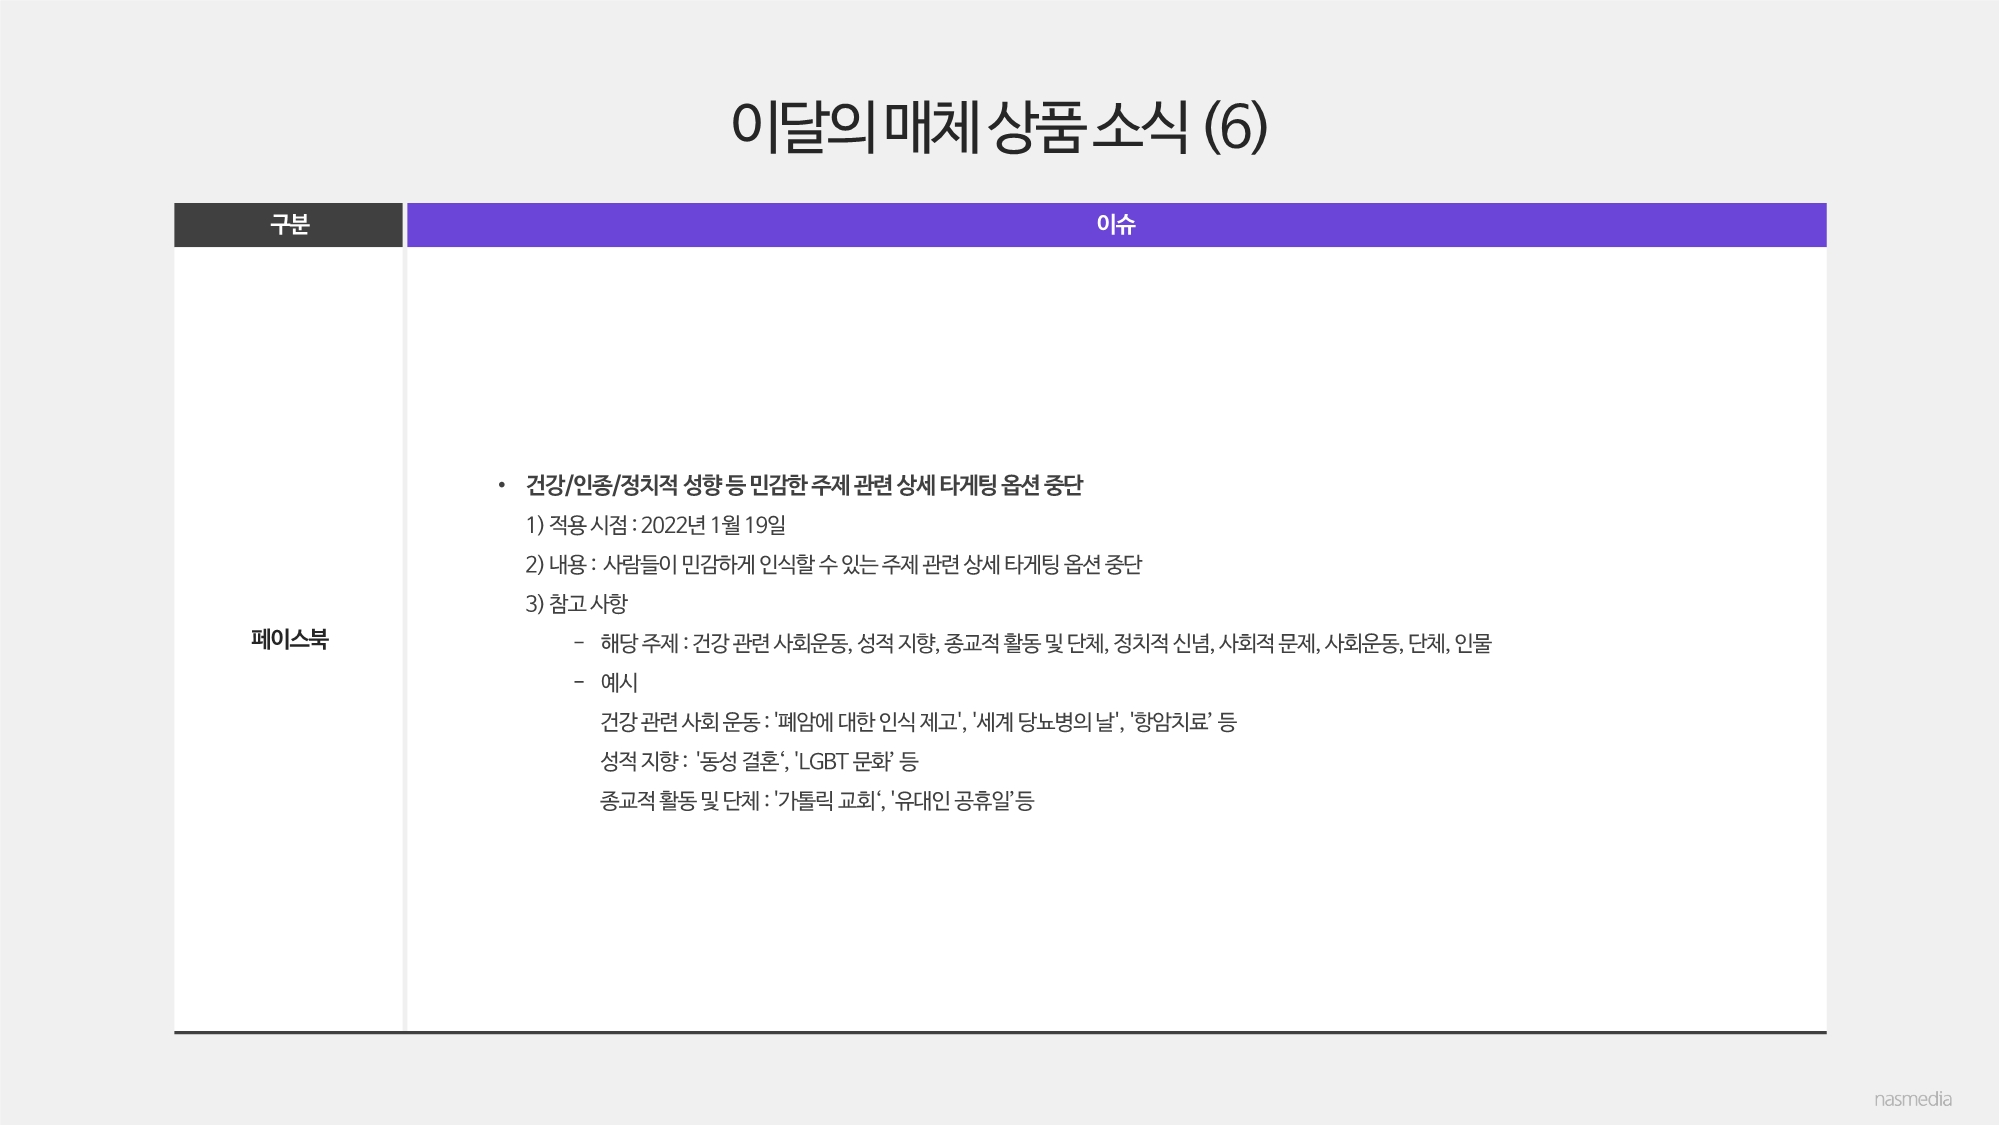 이달의 매체 상품 소식 (6)
구분
이슈
페이스북
• 건강/인종/정치적 성향 등 민감한 주제 관련 상세 타게팅 옵션 중단
1) 적용 시점 : 2022년 1월 19일
2) 내용 : 사람들이 민감하게 인식할 수 있는 주제 관련 상세 타게팅 옵션 중단
3) 참고 사항
- 해당 주제 : 건강 관련 사회운동, 성적 지향, 종교적 활동 및 단체, 정치적 신념, 사회적 문제, 사회운동, 단체, 인물
- 예시
건강 관련 사회 운동 : '폐암에 대한 인식 제고', '세계 당뇨병의 날', '항암치료’ 등
성적 지향 : '동성 결혼‘, 'LGBT 문화’ 등
종교적 활동 및 단체 : '가톨릭 교회‘, '유대인 공휴일’등
nasmedia